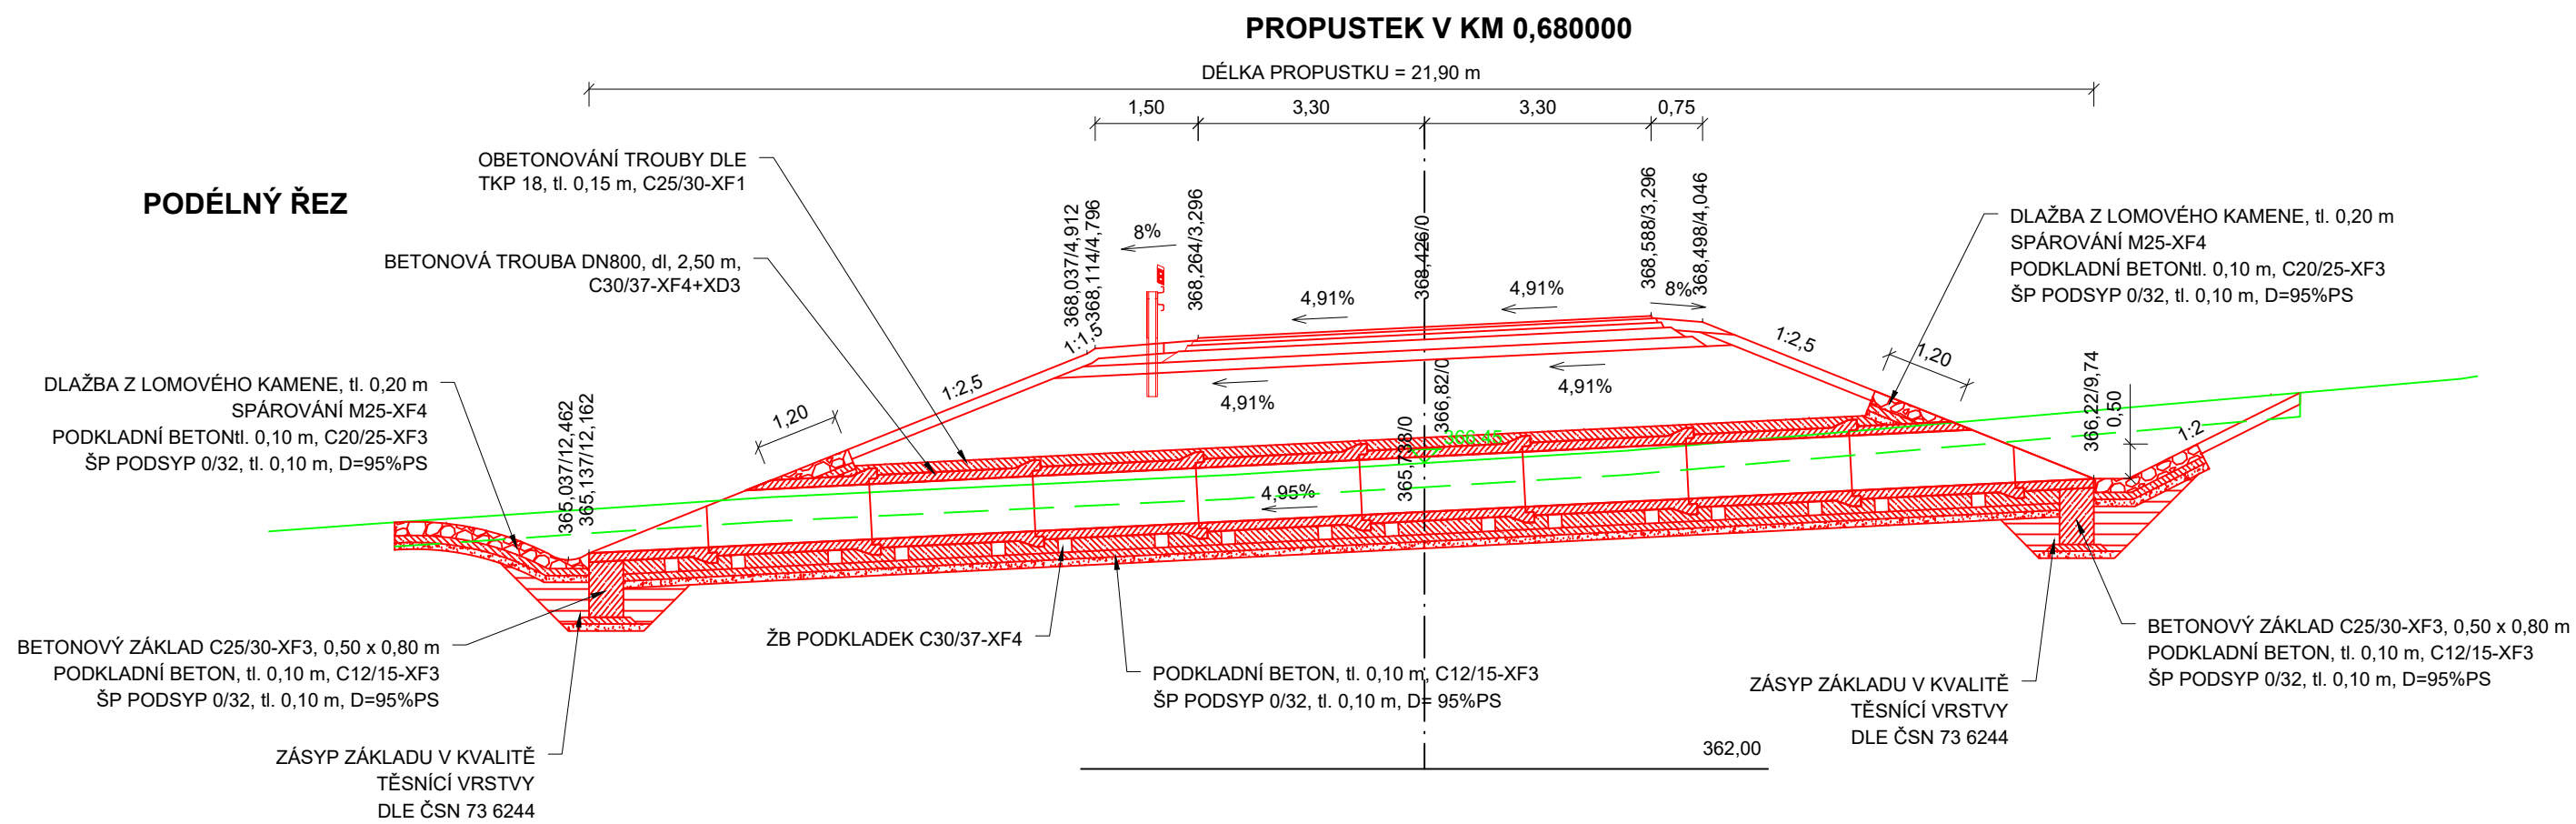 PROPUSTEK V KM 0,680000
DÉLKA PROPUSTKU = 21,90 m
1,50
3,30
3,30
0,75
PODÉLNÝ ŘEZ
OBETONOVÁNÍ TROUBY DLE
TKP 18, tl. 0,15 m, C25/30-XF1
BETONOVÁ TROUBA DN800, dl, 2,50 m,
C30/37-XF4+XD3
DLAŽBA Z LOMOVÉHO KAMENE, tl. 0,20 m
SPÁROVÁNÍ M25-XF4
PODKLADNÍ BETONtl. 0,10 m, C20/25-XF3
ŠP PODSYP 0/32, tl. 0,10 m, D=95%PS
368,037/4,912
368,114/4,796
8%
368,264/3,296
4,91%
368,426/0
4,91%
368,588/3,296
8%
368,498/4,046
DLAŽBA Z LOMOVÉHO KAMENE, tl. 0,20 m
SPÁROVÁNÍ M25-XF4
PODKLADNÍ BETONtl. 0,10 m, C20/25-XF3
ŠP PODSYP 0/32, tl. 0,10 m, D=95%PS
1:1,5
1:2,5
1,20
4,91%
4,91%
1:2,5
1,20
366,22/9,74
0,50
1:2
365,037/12,462
365,137/12,162
365,738/0
366,82/0
366,45
4,95%
BETONOVÝ ZÁKLAD C25/30-XF3, 0,50 x 0,80 m
PODKLADNÍ BETON, tl. 0,10 m, C12/15-XF3
ŠP PODSYP 0/32, tl. 0,10 m, D=95%PS
ZÁSYP ZÁKLADU V KVALITĚ
TĚSNÍCÍ VRSTVY
DLE ČSN 73 6244
ŽB PODKLADEK C30/37-XF4
PODKLADNÍ BETON, tl. 0,10 m, C12/15-XF3
ŠP PODSYP 0/32, tl. 0,10 m, D= 95%PS
362,00
ZÁSYP ZÁKLADU V KVALITĚ
TĚSNÍCÍ VRSTVY
DLE ČSN 73 6244
BETONOVÝ ZÁKLAD C25/30-XF3, 0,50 x 0,80 m
PODKLADNÍ BETON, tl. 0,10 m, C12/15-XF3
ŠP PODSYP 0/32, tl. 0,10 m, D=95%PS